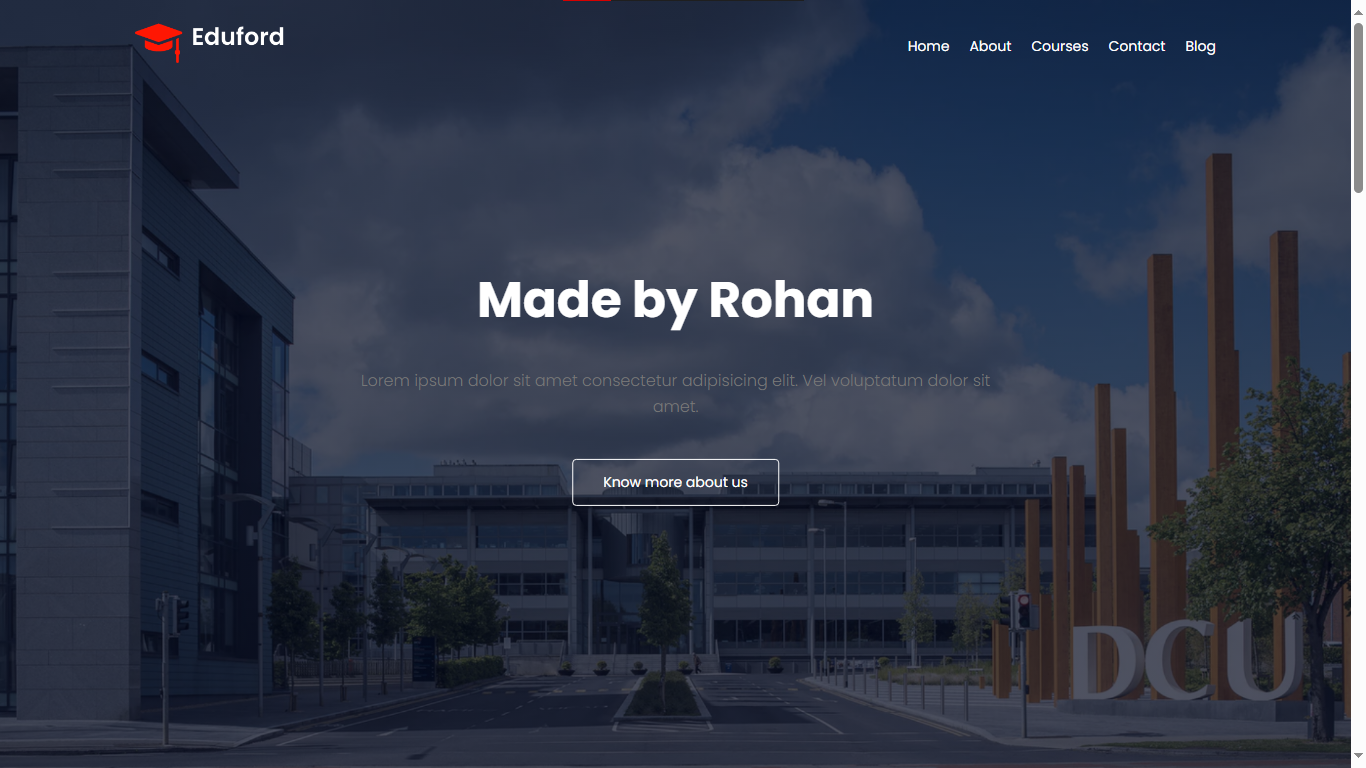 Eduford
Home About Courses Contact Blog
Made by Rohan
Lorem ipsum dolor sit amet consectetur adipisicing elit. Vel voluptatum dolor sit
amet.
Know more about us
DCU